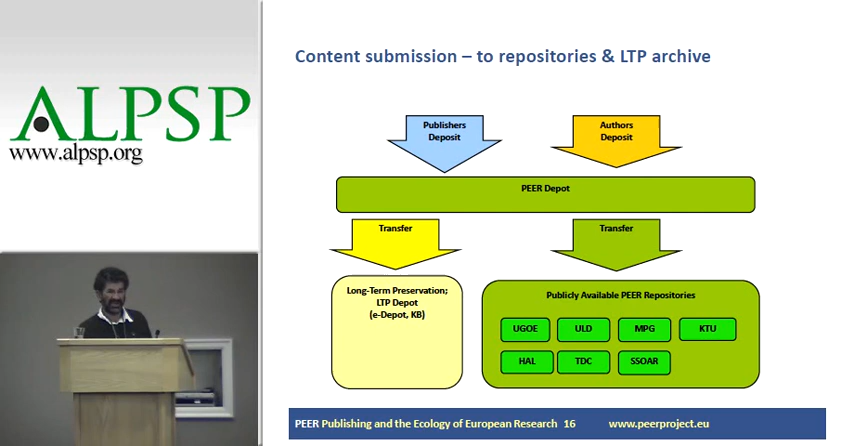 ALPSP
www.alpsp.org
Content submission – to repositories & LTP archive
Publishers
Deposit
Authors
Deposit
PEER Depot
Transfer
Transfer
Long-Term Preservation;
LTP Depot
(e-Depot, KB)
Publicly Available PEER Repositories
UGOE
ULD
MPG
KTU
HAL
TDC
SSOAR
PEER Publishing and the Ecology of European Research 16 www.peerproject.eu